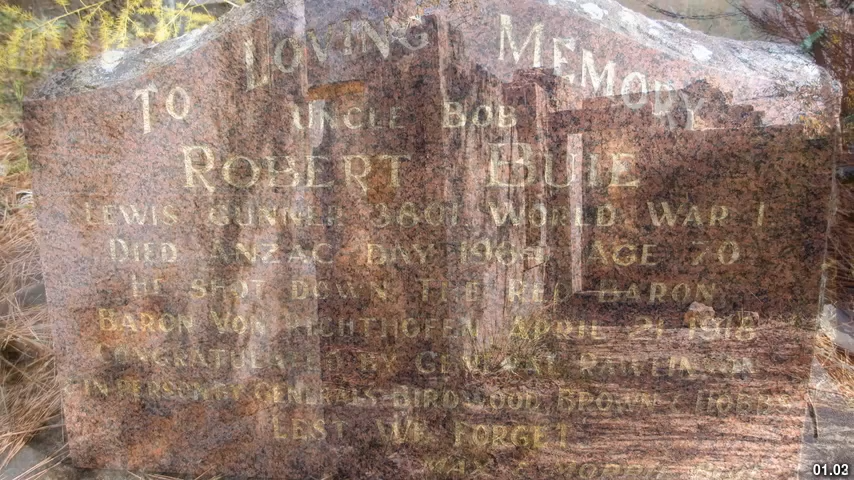 TO LOVING MEMORY
UNCLE BOB
ROBERT BUIE
LEWIS GUNNER 3801 WORLD WAR I
DIED ANZAC DAY 1964 AGE 70
HE SHOT DOWN THE RED BARON
BARON VON RICHTHOFEN APRIL 21 1918
CONGRATULATED BY GENERAL RAWLINSON
IN PERSON BY GENERALS BIRDWOOD BROWN & HOBBS
LEST WE FORGET
MAX
01.02